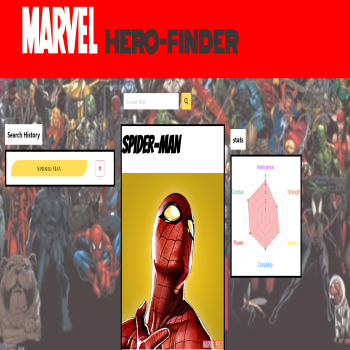 MARVEL HERO-FINDER
Spider-Man
Search History
Spider-Man
X
SPIDER-MAN
stats
Intelligence
Strength
Speed
Durability
Power
Combat